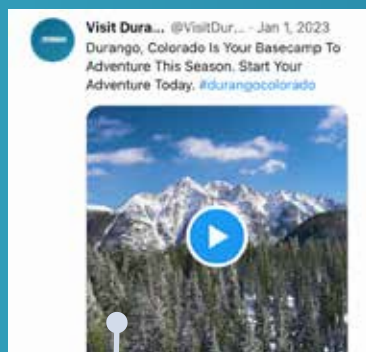 Visit Dura... @VisitDur... · Jan 1, 2023
Durango, Colorado Is Your Basecamp To
Adventure This Season. Start Your
Adventure Today. #durangocolorado